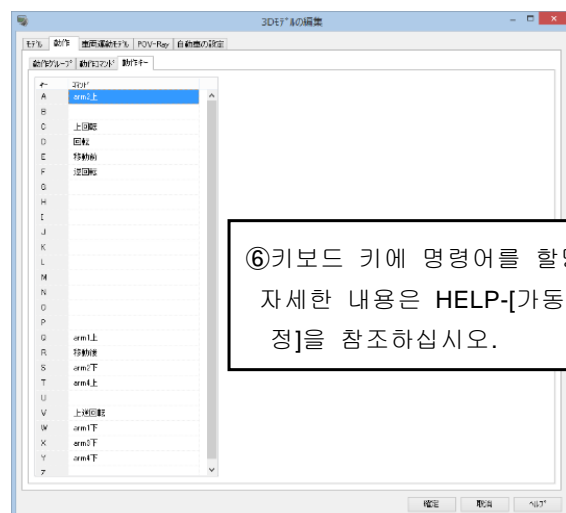 3Dﾓﾃﾞﾙの編集
ﾓﾃﾞﾙ 動作 車両運動ﾓﾃﾞﾙ POV-Ray 自動車の設定
動作ｸﾞﾙｰﾌﾟ 動作ｺﾏﾝﾄﾞ 動作ｷｰ
ｷｰ ｺﾏﾝﾄﾞ
A arm2上
B
C 上回転
D 回転
E 移動前
F 逆回転
G
H
I
J
K
L
M
N
O
P
Q arm1上
R 移動後
S arm2下
T arm4上
U
V 上逆回転
W arm1下
X arm3下
Y arm4下
Z
⑥키보드 키에 명령어를
자세한 내용은 HELP-[가동
정]을 참조하십시오.
確定 取消 ﾍﾙﾌﾟ